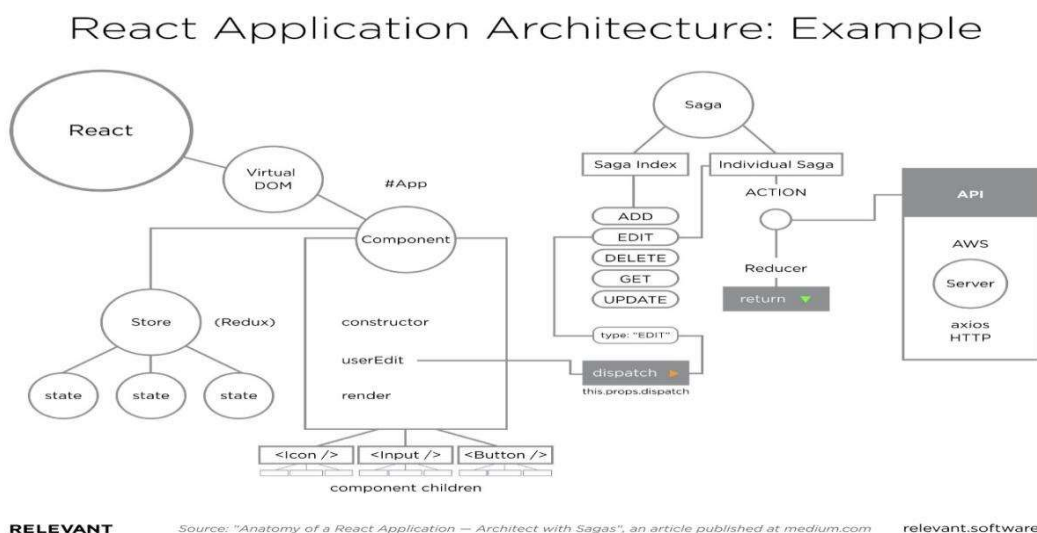 React Application Architecture: Example
React
Virtual
DOM
#App
Component
Store
(Redux)
state
state
state
constructor
userEdit
render
<Icon />
<Input />
<Button />
component children
Saga
Saga Index
Individual Saga
ADD
EDIT
DELETE
GET
UPDATE
type: "EDIT"
dispatch
this.props.dispatch
ACTION
Reducer
return
API
AWS
Server
axios
HTTP
RELEVANT
Source: "Anatomy of a React Application — Architect with Sagas", an article published at medium.com
relevant.software